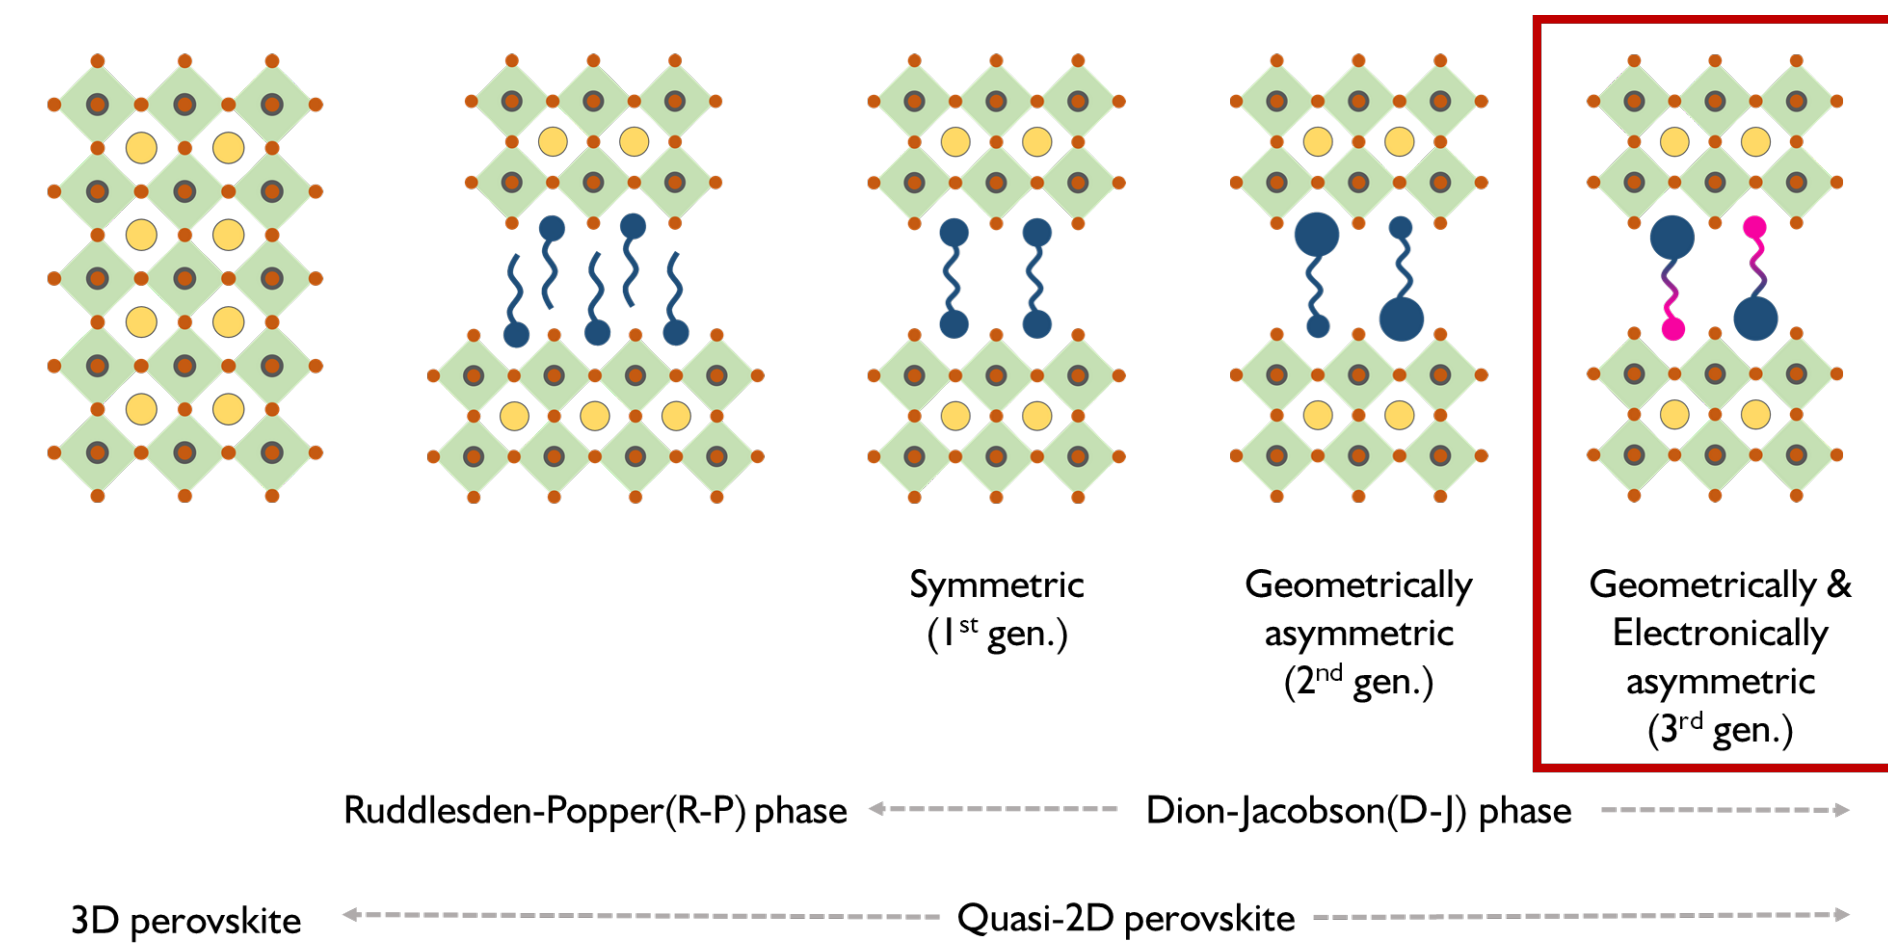 Symmetric
(1st gen.)
Geometrically
asymmetric
(2nd gen.)
Geometrically &
Electronically
asymmetric
(3rd gen.)
Ruddlesden-Popper(R-P) phase
Dion-Jacobson(D-J) phase
3D perovskite
Quasi-2D perovskite